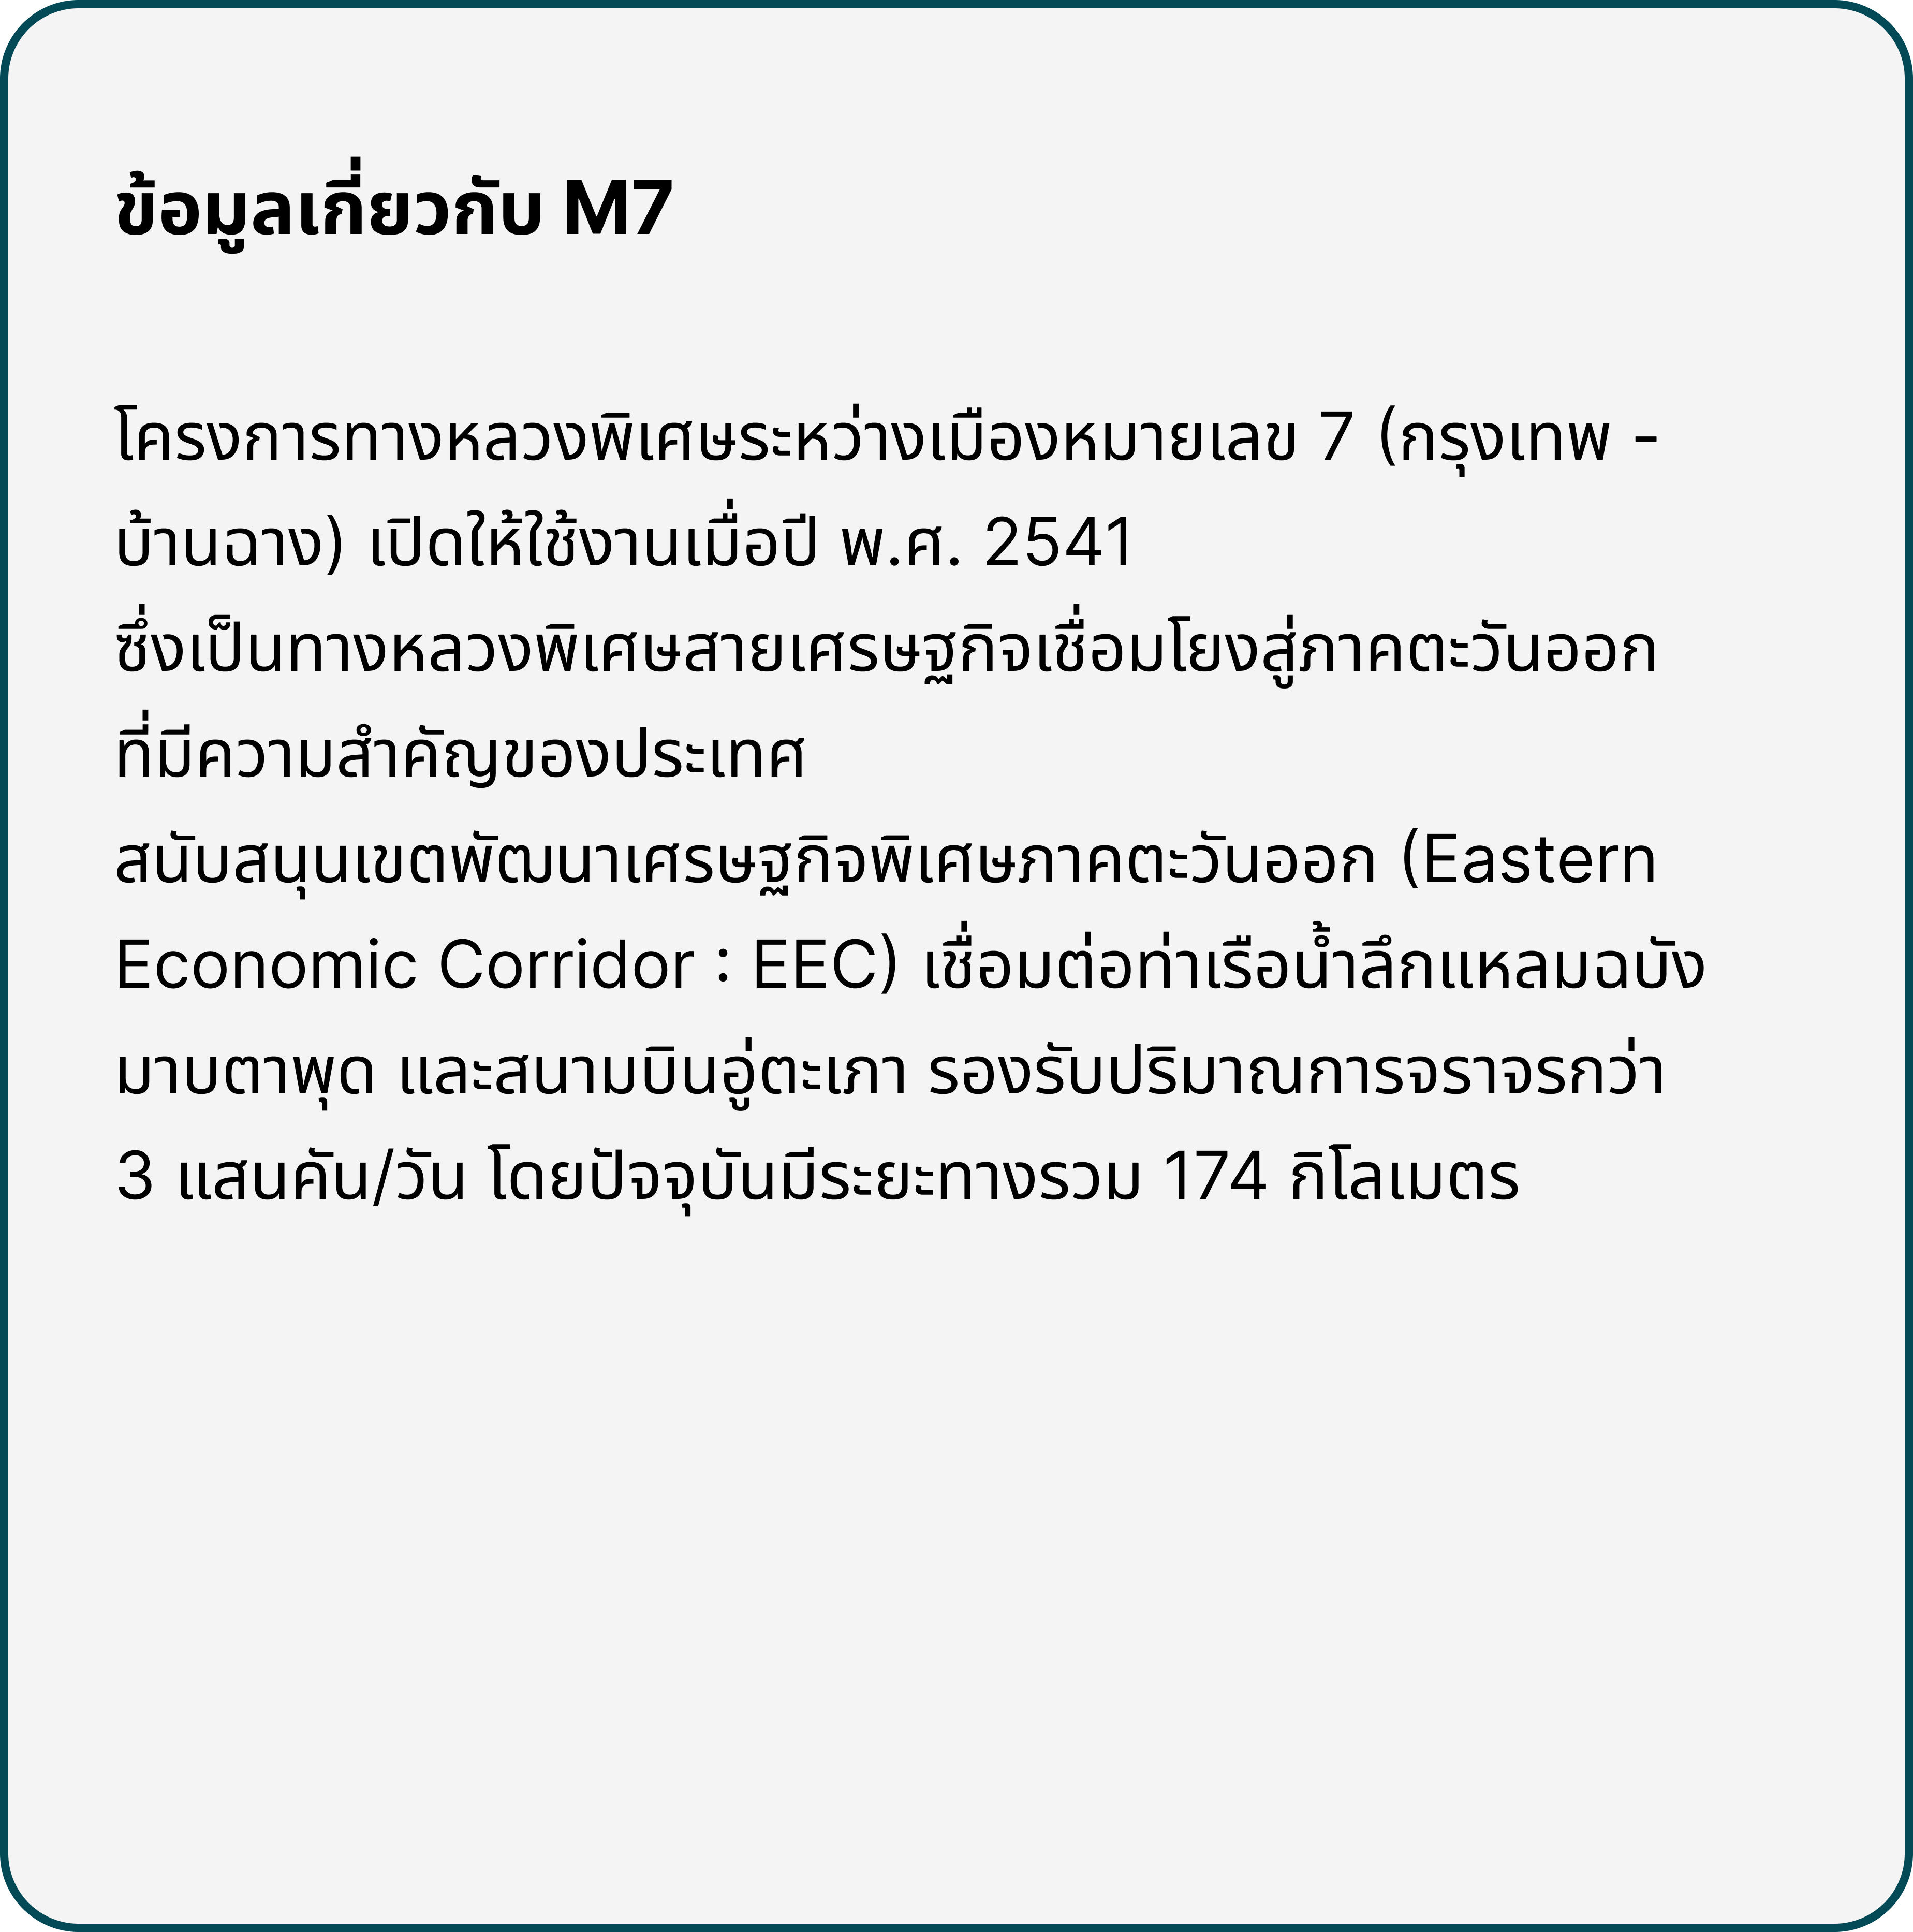 ข้อมูลเกี่ยวกับ M7
โครงการทางหลวงพิเศษระหว่างเมืองหมายเลข 7 (กรุงเทพ -
บ้านฉาง) เปิดให้ใช้งานเมื่อปี พ.ศ. 2541
ซึ่งเป็นทางหลวงพิเศษสายเศรษฐกิจเชื่อมโยงสู่ภาคตะวันออก
ที่มีความสำคัญของประเทศ
สนับสนุนเขตพัฒนาเศรษฐกิจพิเศษภาคตะวันออก (Eastern
Economic Corridor : EEC) เชื่อมต่อท่าเรือน้ำลึกแหลมฉบัง
มาบตาพุด และสนามบินอู่ตะเภา รองรับปริมาณการจราจรกว่า
3 แสนคัน/วัน โดยปัจจุบันมีระยะทางรวม 174 กิโลเมตร